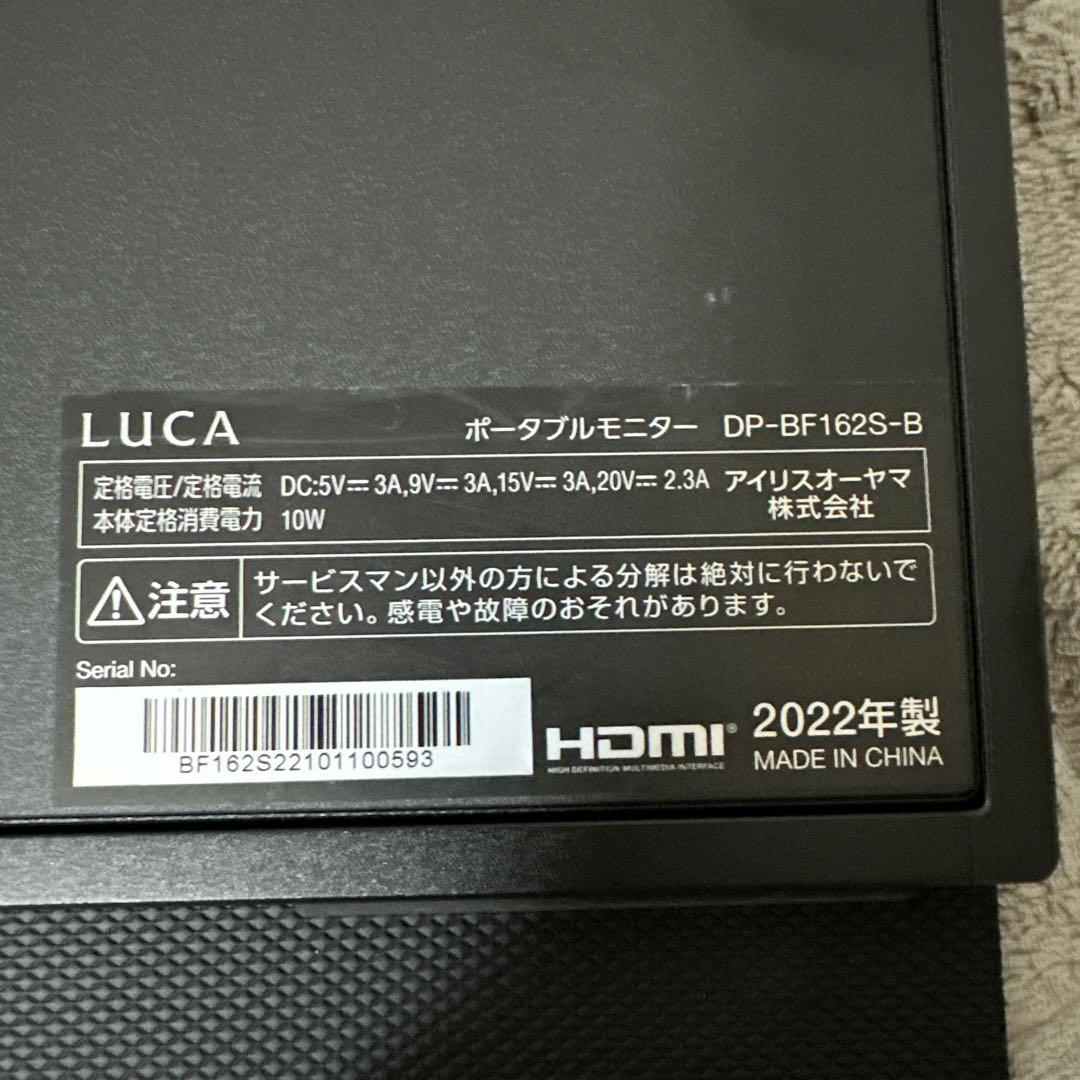 LUCA
ポータブルモニター DP-BF162S-B
定格電圧/定格電流 DC:5V⎓3A,9V⎓3A,15V⎓3A,20V⎓2.3A
本体定格消費電力 10W
アイリスオーヤマ
株式会社
注意
サービスマン以外の方による分解は絶対に行わないで
ください。感電や故障のおそれがあります。
Serial No:
BF162S22101100593
HDMI®
HIGH DEFINITION MULTIMEDIA INTERFACE
2022年製
MADE IN CHINA